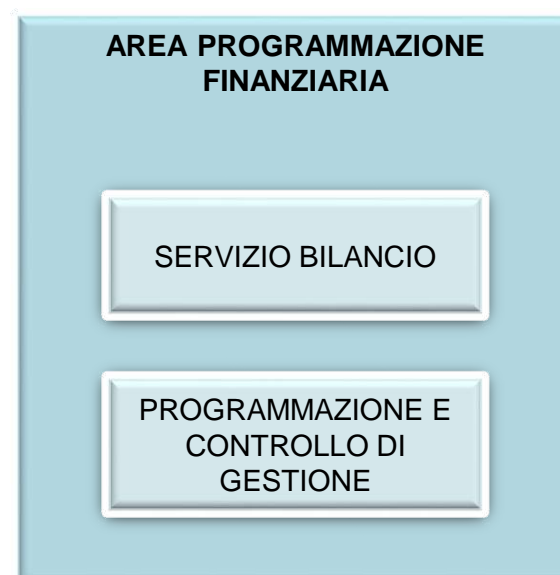 AREA PROGRAMMAZIONE
FINANZIARIA
SERVIZIO BILANCIO
PROGRAMMAZIONE E
CONTROLLO DI
GESTIONE